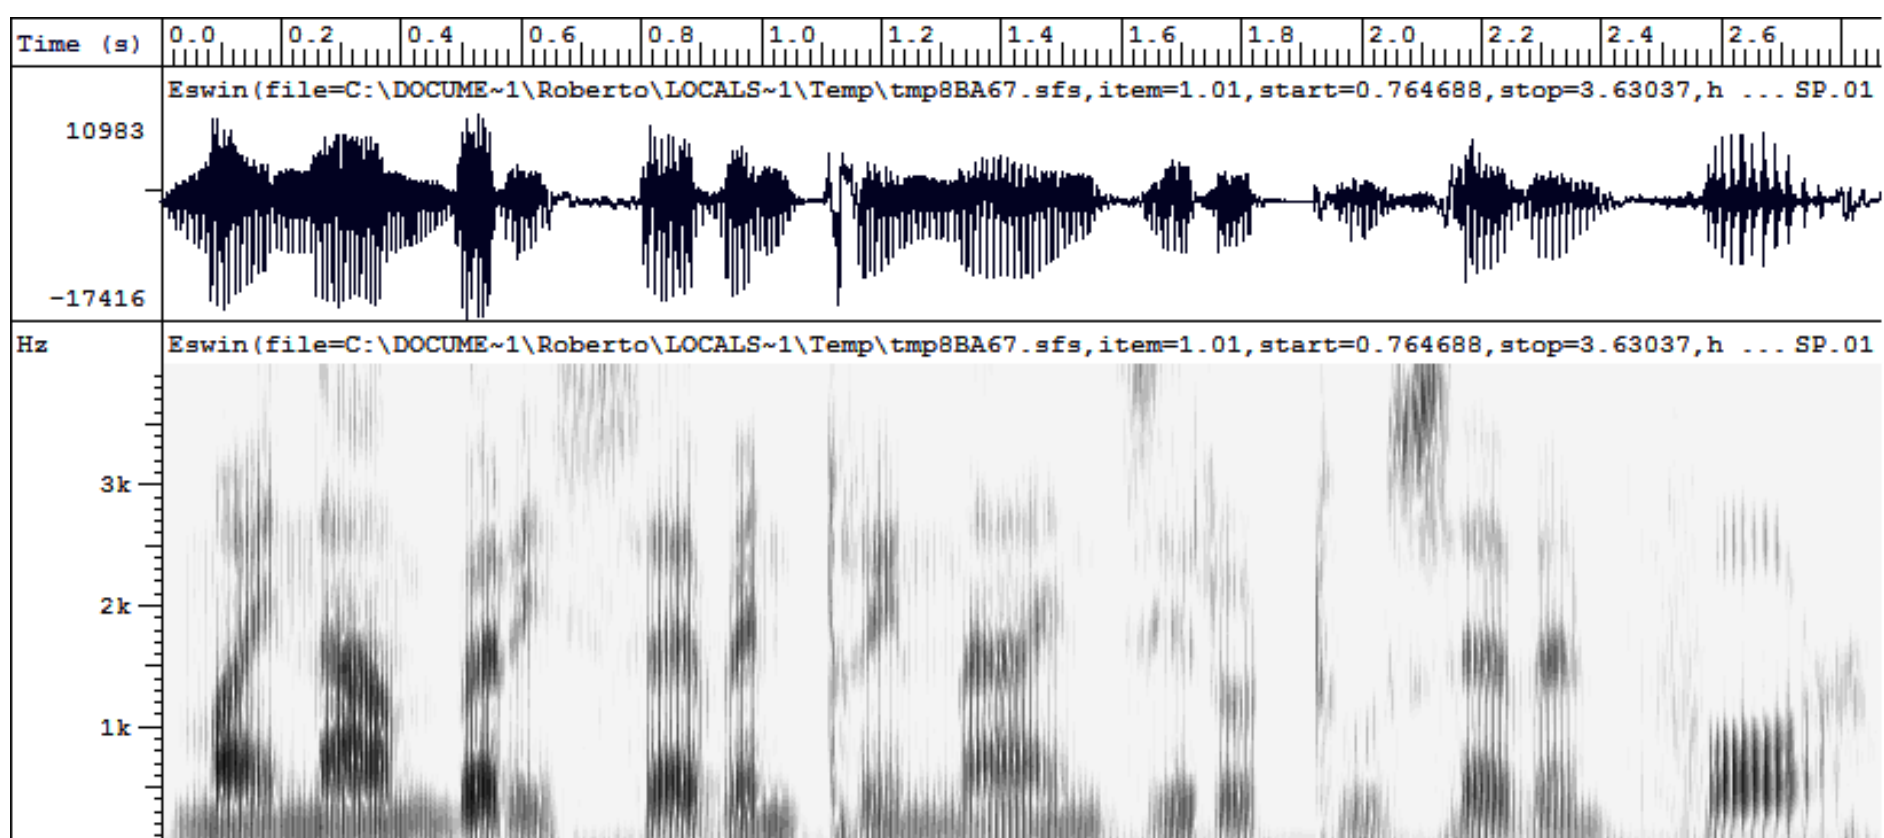 Time (s) 0.0 0.2 0.4 0.6 0.8 1.0 1.2 1.4 1.6 1.8 2.0 2.2 2.4 2.6
Eswin(file=C:\DOCUME~1\Roberto\LOCALS~1\Temp\tmp8BA67.sfs,item=1.01,start=0.764688,stop=3.63037,h ... SP.01
10983
-17416
Hz Eswin(file=C:\DOCUME~1\Roberto\LOCALS~1\Temp\tmp8BA67.sfs,item=1.01,start=0.764688,stop=3.63037,h ... SP.01
3k
2k
1k